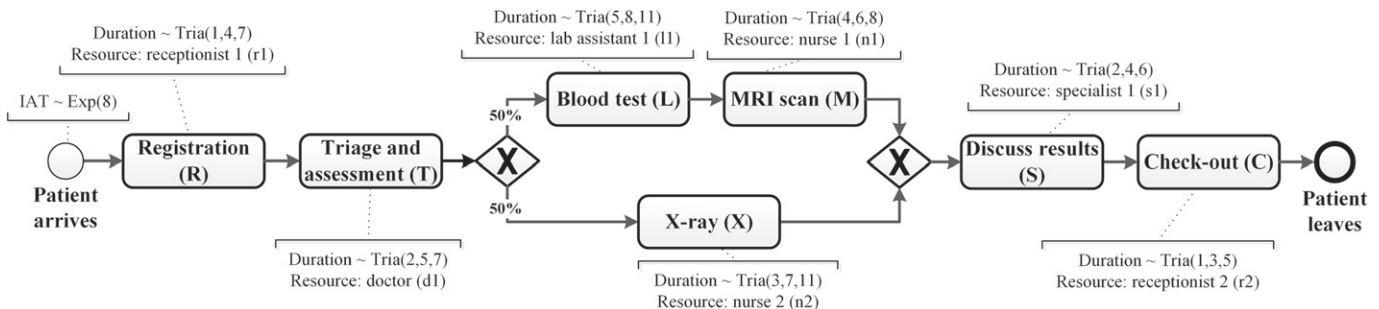 Duration ~ Tria(1,4,7)
Resource: receptionist 1 (r1)
Duration ~ Tria(5,8,11)
Resource: lab assistant 1 (l1)
Duration ~ Tria(4,6,8)
Resource: nurse 1 (n1)
Duration ~ Tria(2,4,6)
Resource: specialist 1 (s1)
IAT ~ Exp(8)
Patient
arrives
Registration
(R)
Triage and
assessment (T)
X
50%
50%
Blood test (L)
MRI scan (M)
X-ray (X)
X
Discuss results
(S)
Check-out (C)
Patient
leaves
Duration ~ Tria(2,5,7)
Resource: doctor (d1)
Duration ~ Tria(3,7,11)
Resource: nurse 2 (n2)
Duration ~ Tria(1,3,5)
Resource: receptionist 2 (r2)